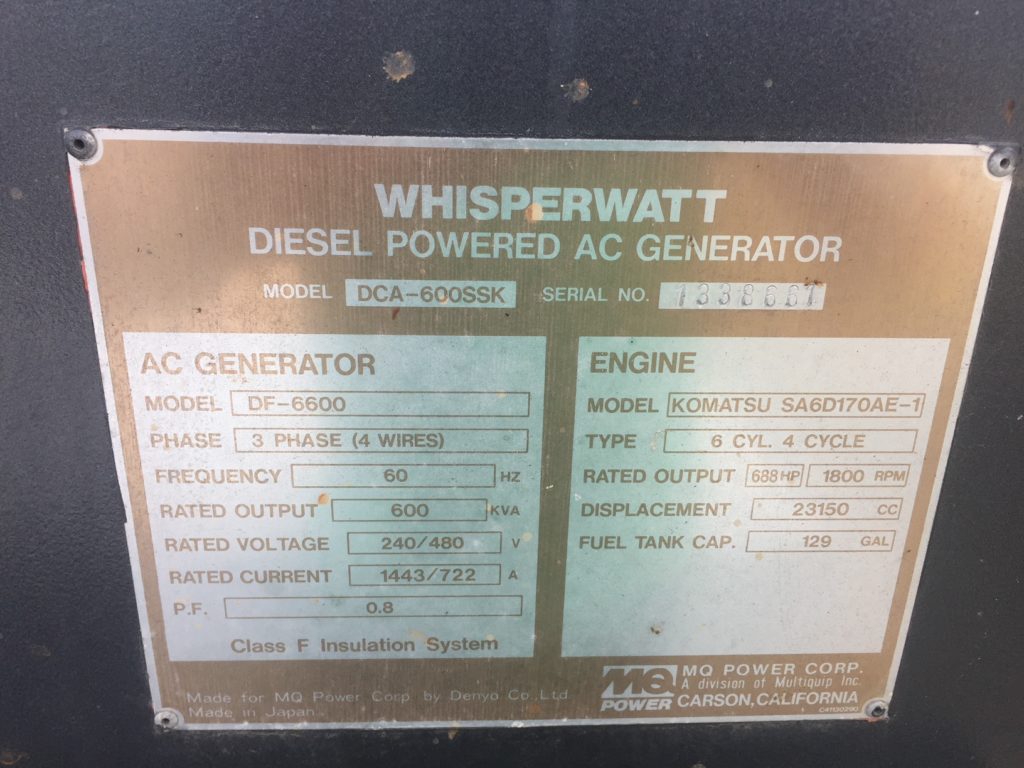 WHISPERWATT
DIESEL POWERED AC GENERATOR
MODEL DCA-600SSK SERIAL NO. 1338661
AC GENERATOR
MODEL DF-6600
PHASE 3 PHASE (4 WIRES)
FREQUENCY 60 HZ
RATED OUTPUT 600 KVA
RATED VOLTAGE 240/480 V
RATED CURRENT 1443/722 A
P.F. 0.8
Class F Insulation System
ENGINE
MODEL KOMATSU SA6D170AE-1
TYPE 6 CYL. 4 CYCLE
RATED OUTPUT 688 HP 1800 RPM
DISPLACEMENT 23150 CC
FUEL TANK CAP. 129 GAL
Made for MQ Power Corp. by Denyo Co., Ltd
Made in Japan.
MQ
POWER
MQ POWER CORP.
A division of Multiquip Inc.
CARSON, CALIFORNIA